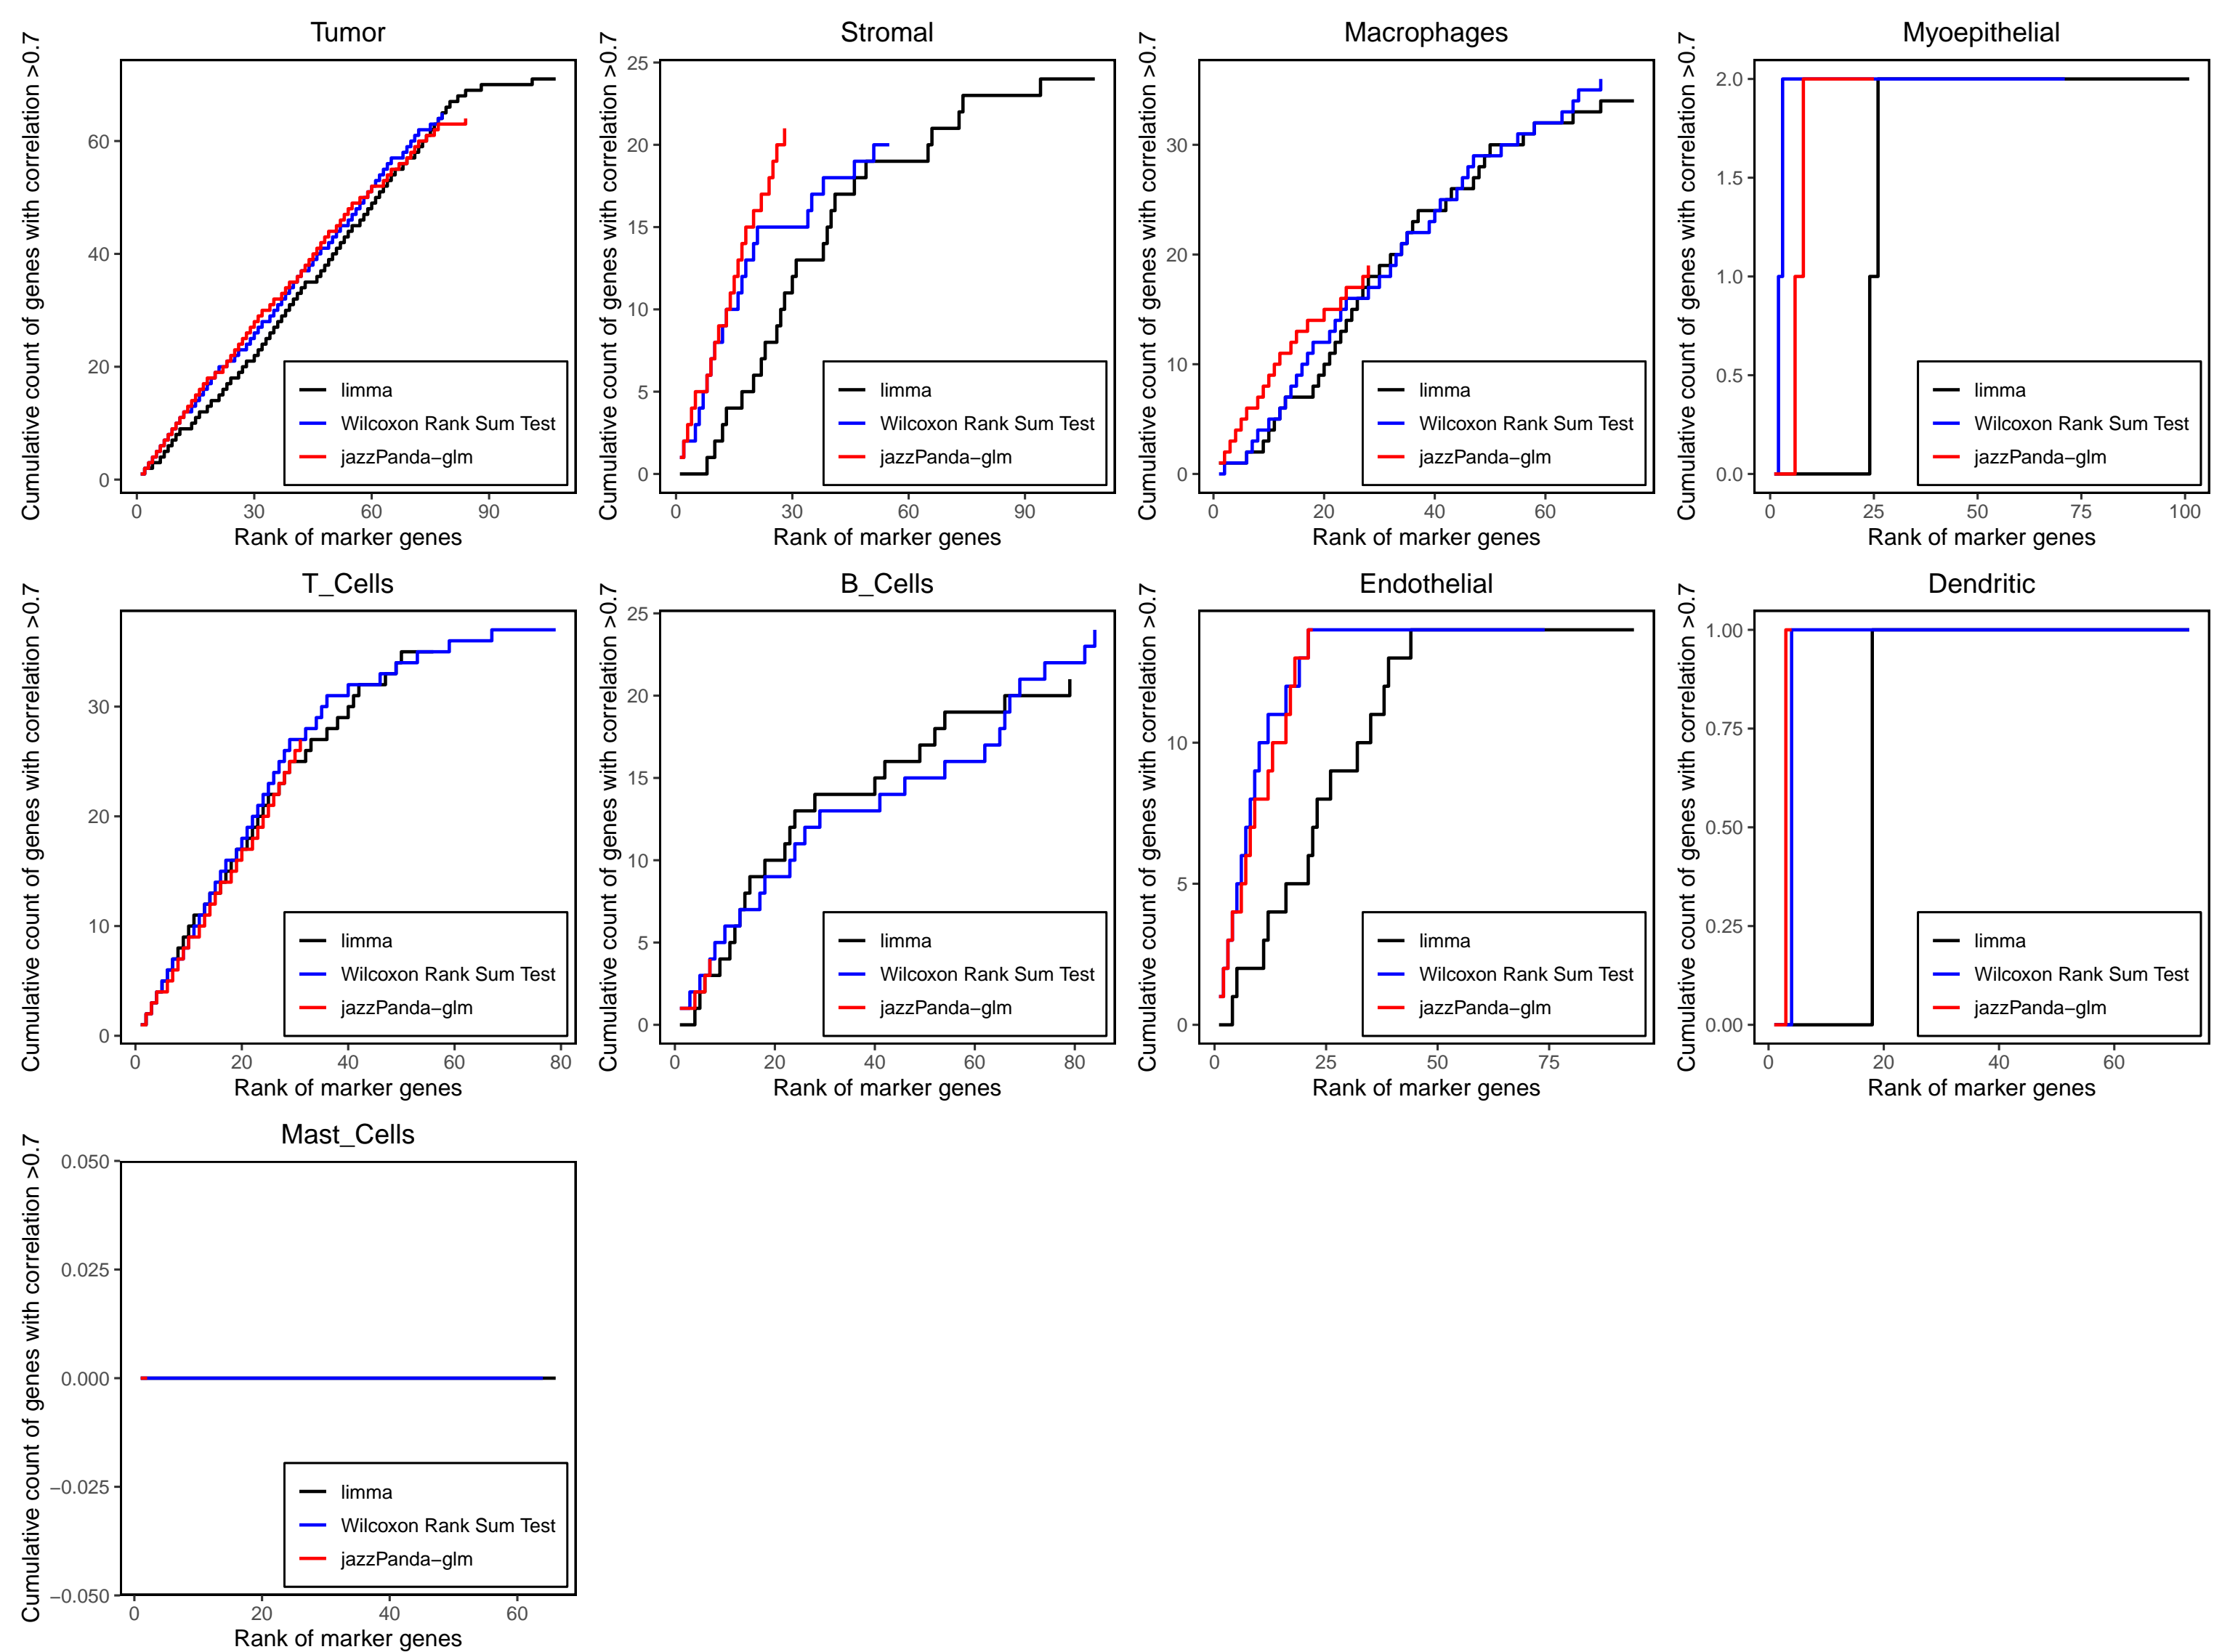 Tumor
Cumulative count of genes with correlation >0.7
60
40
20
0
limma
Wilcoxon Rank Sum Test
jazzPanda−glm
0 30 60 90
Rank of marker genes
Stromal
Cumulative count of genes with correlation >0.7
25
20
15
10
5
0
limma
Wilcoxon Rank Sum Test
jazzPanda−glm
0 30 60 90
Rank of marker genes
Macrophages
Cumulative count of genes with correlation >0.7
30
20
10
0
limma
Wilcoxon Rank Sum Test
jazzPanda−glm
0 20 40 60
Rank of marker genes
Myoepithelial
Cumulative count of genes with correlation >0.7
2.0
1.5
1.0
0.5
0.0
limma
Wilcoxon Rank Sum Test
jazzPanda−glm
0 25 50 75 100
Rank of marker genes
T_Cells
Cumulative count of genes with correlation >0.7
30
20
10
0
limma
Wilcoxon Rank Sum Test
jazzPanda−glm
0 20 40 60 80
Rank of marker genes
B_Cells
Cumulative count of genes with correlation >0.7
25
20
15
10
5
0
limma
Wilcoxon Rank Sum Test
jazzPanda−glm
0 20 40 60 80
Rank of marker genes
Endothelial
Cumulative count of genes with correlation >0.7
10
5
0
limma
Wilcoxon Rank Sum Test
jazzPanda−glm
0 25 50 75
Rank of marker genes
Dendritic
Cumulative count of genes with correlation >0.7
1.00
0.75
0.50
0.25
0.00
limma
Wilcoxon Rank Sum Test
jazzPanda−glm
0 20 40 60
Rank of marker genes
Mast_Cells
Cumulative count of genes with correlation >0.7
0.050
0.025
0.000
−0.025
−0.050
limma
Wilcoxon Rank Sum Test
jazzPanda−glm
0 20 40 60
Rank of marker genes